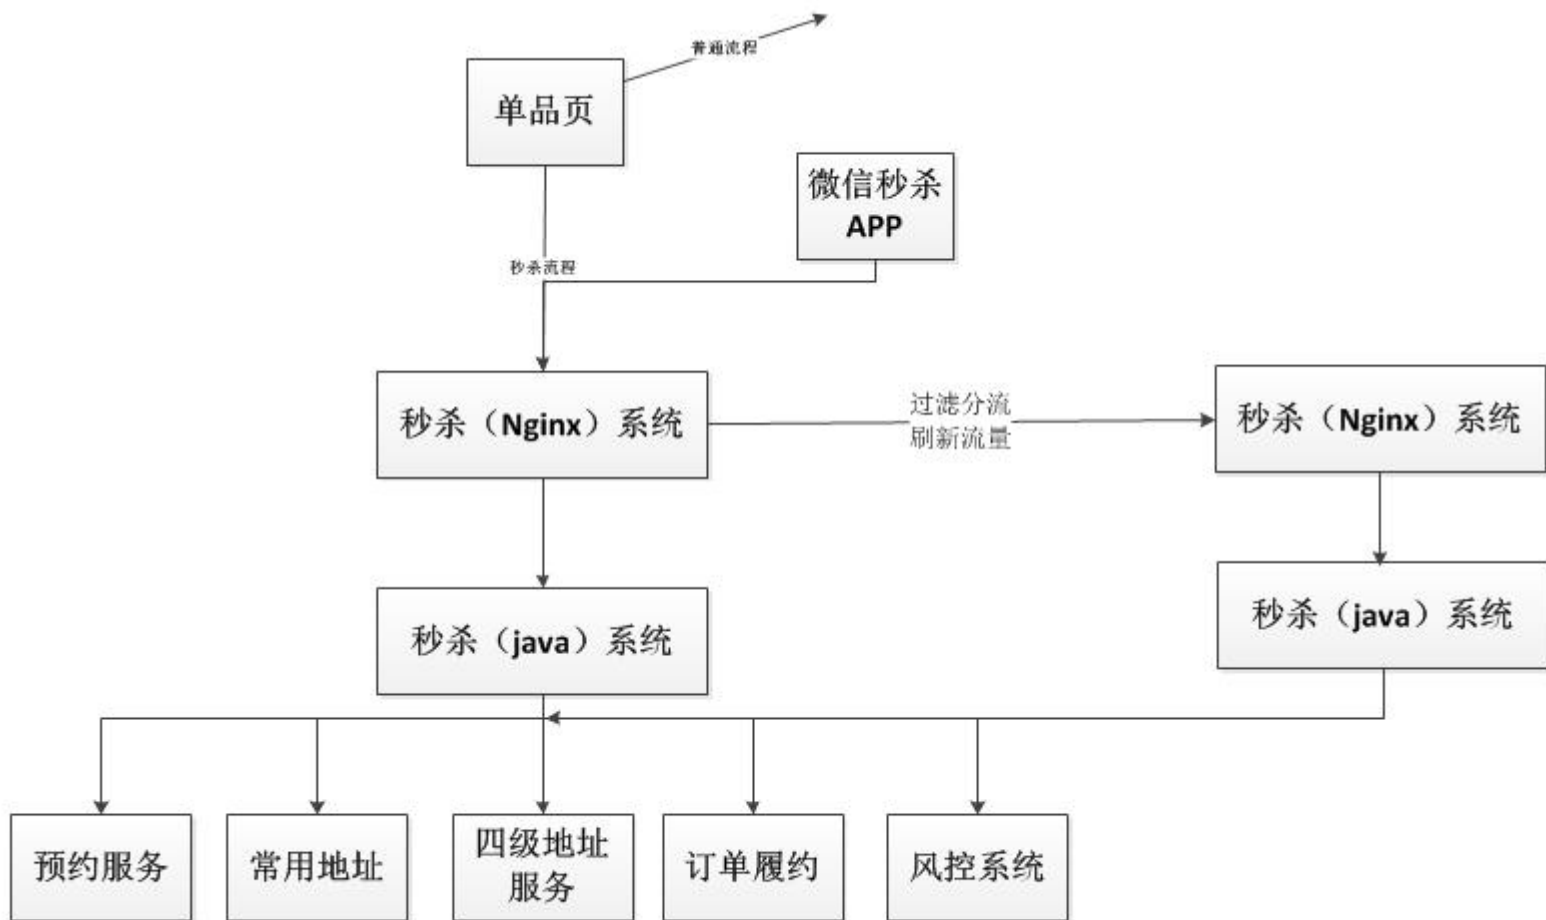 普通流程
单品页
微信秒杀
APP
秒杀流程
秒杀（Nginx）系统
过滤分流
刷新流量
秒杀（Nginx）系统
秒杀（java）系统
秒杀（java）系统
预约服务
常用地址
四级地址
服务
订单履约
风控系统